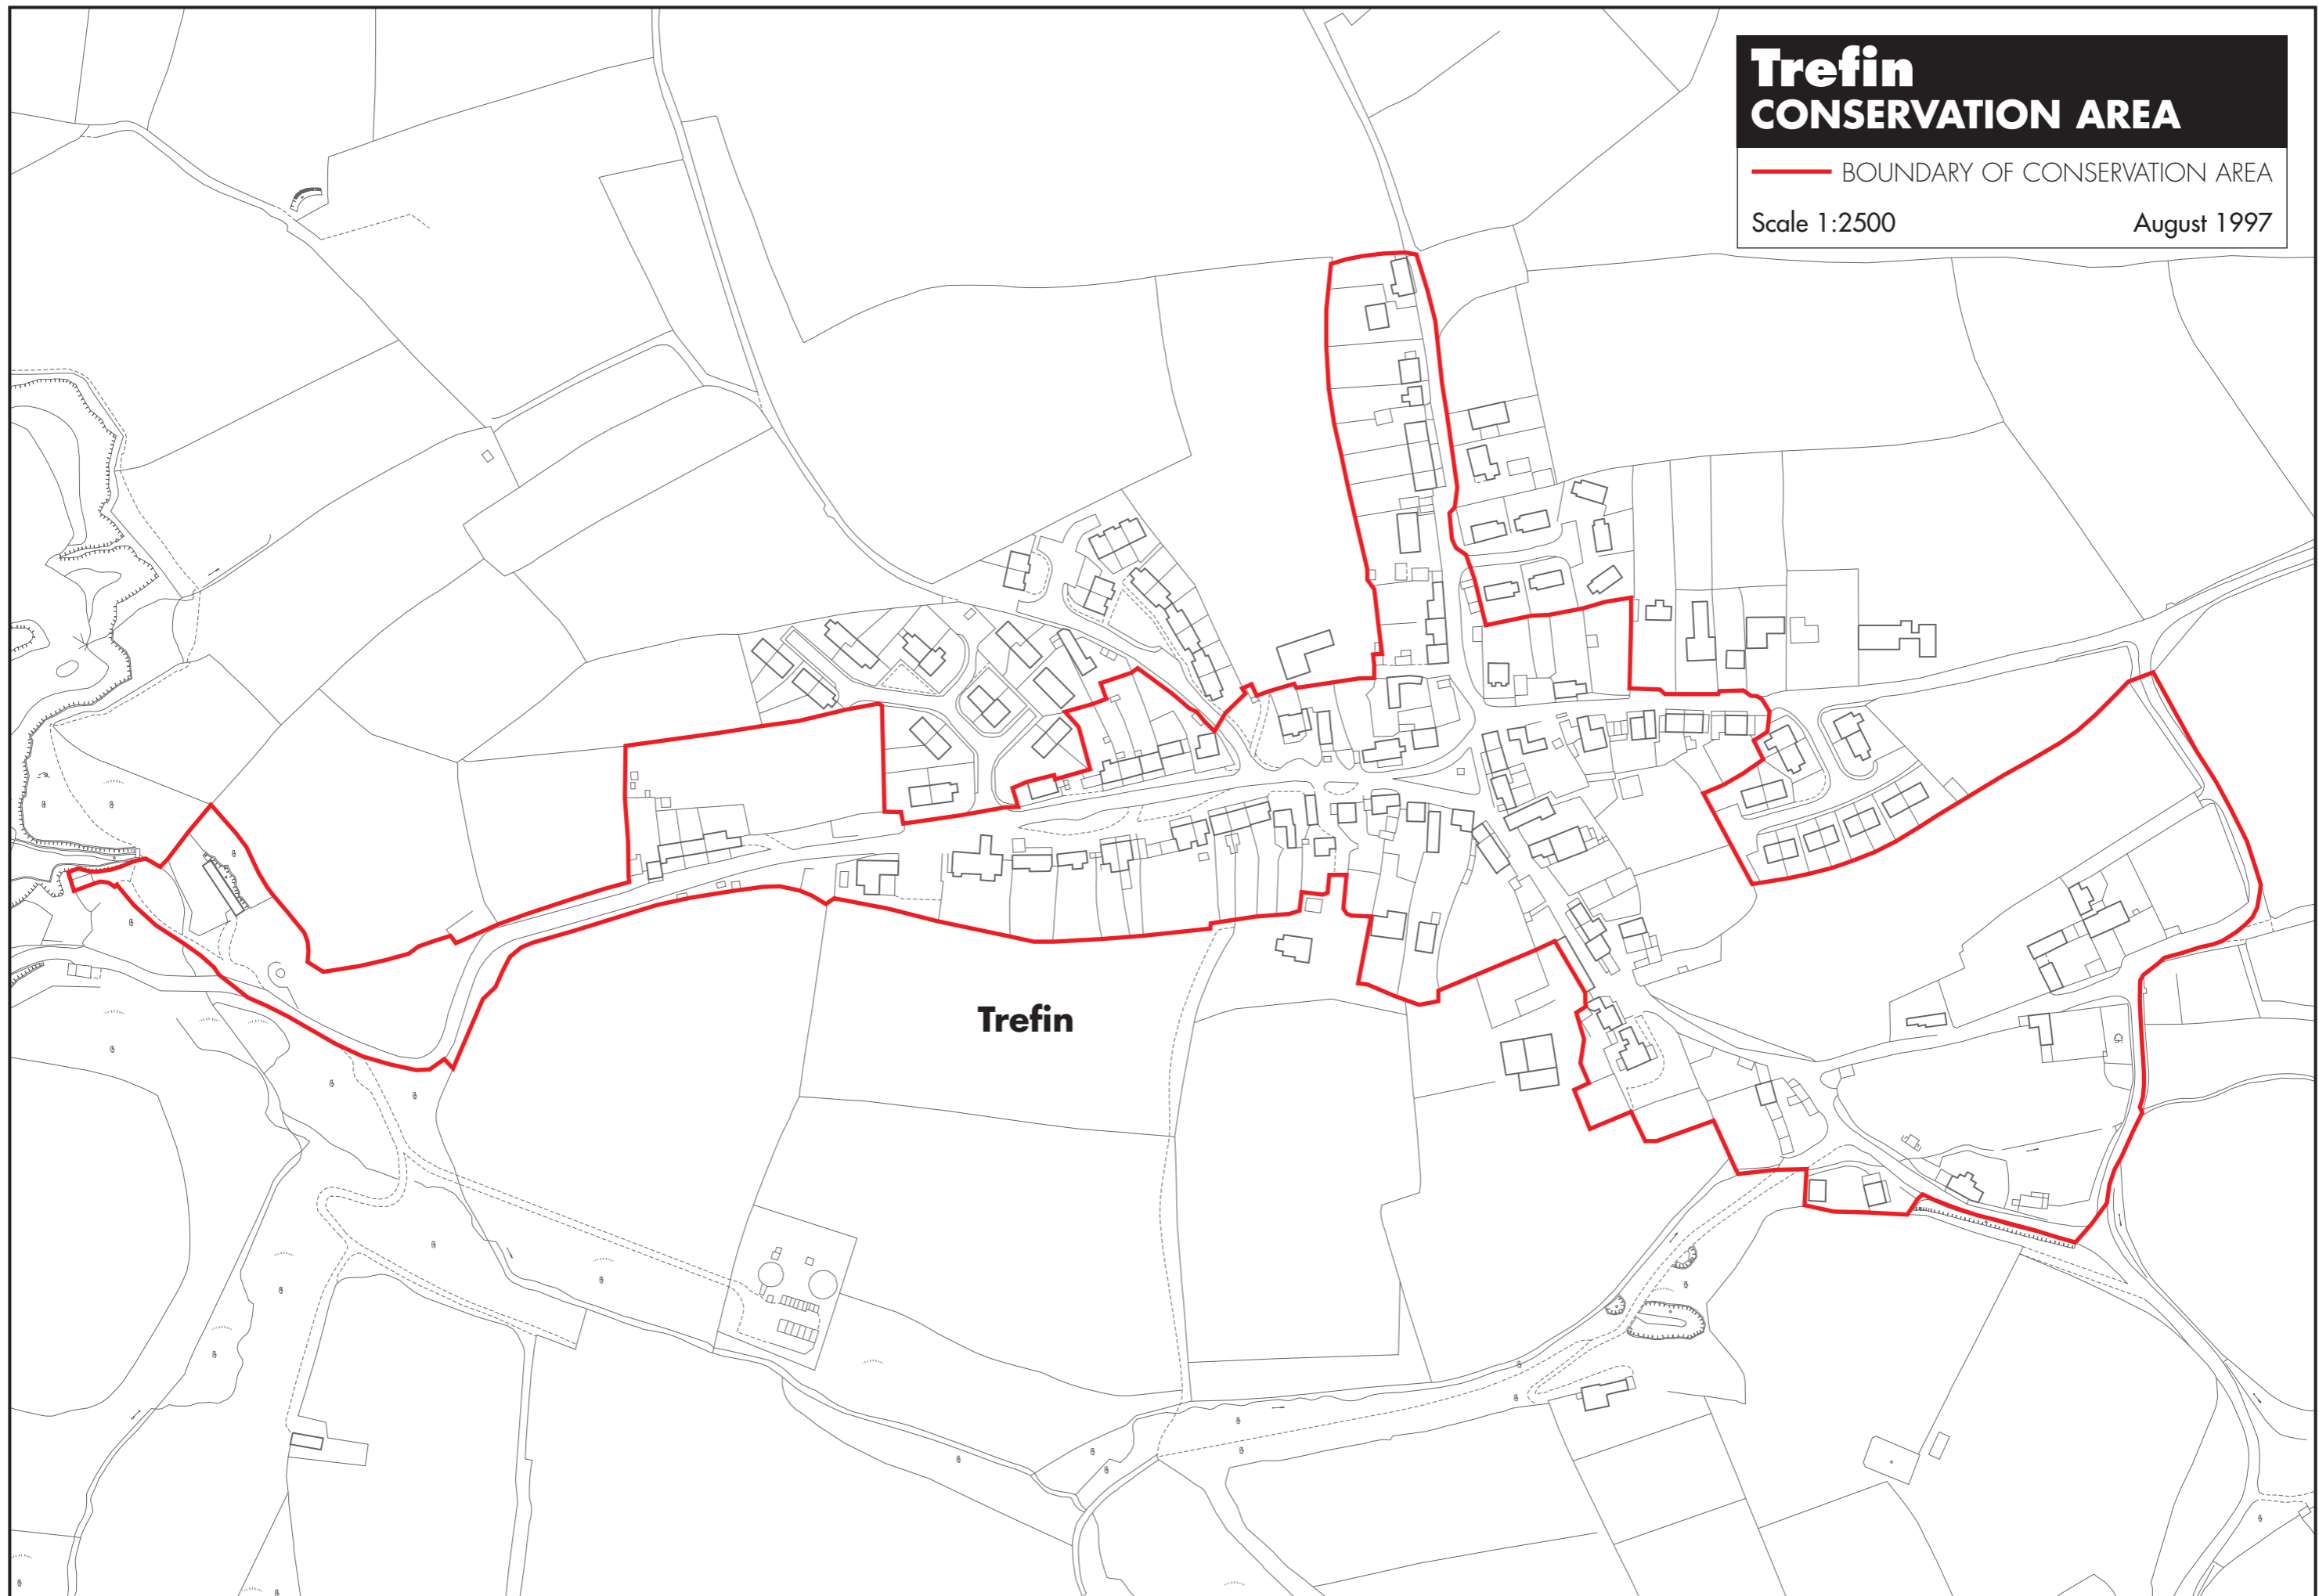 Trefin
CONSERVATION AREA
BOUNDARY OF CONSERVATION AREA
Scale 1:2500 August 1997
Trefin